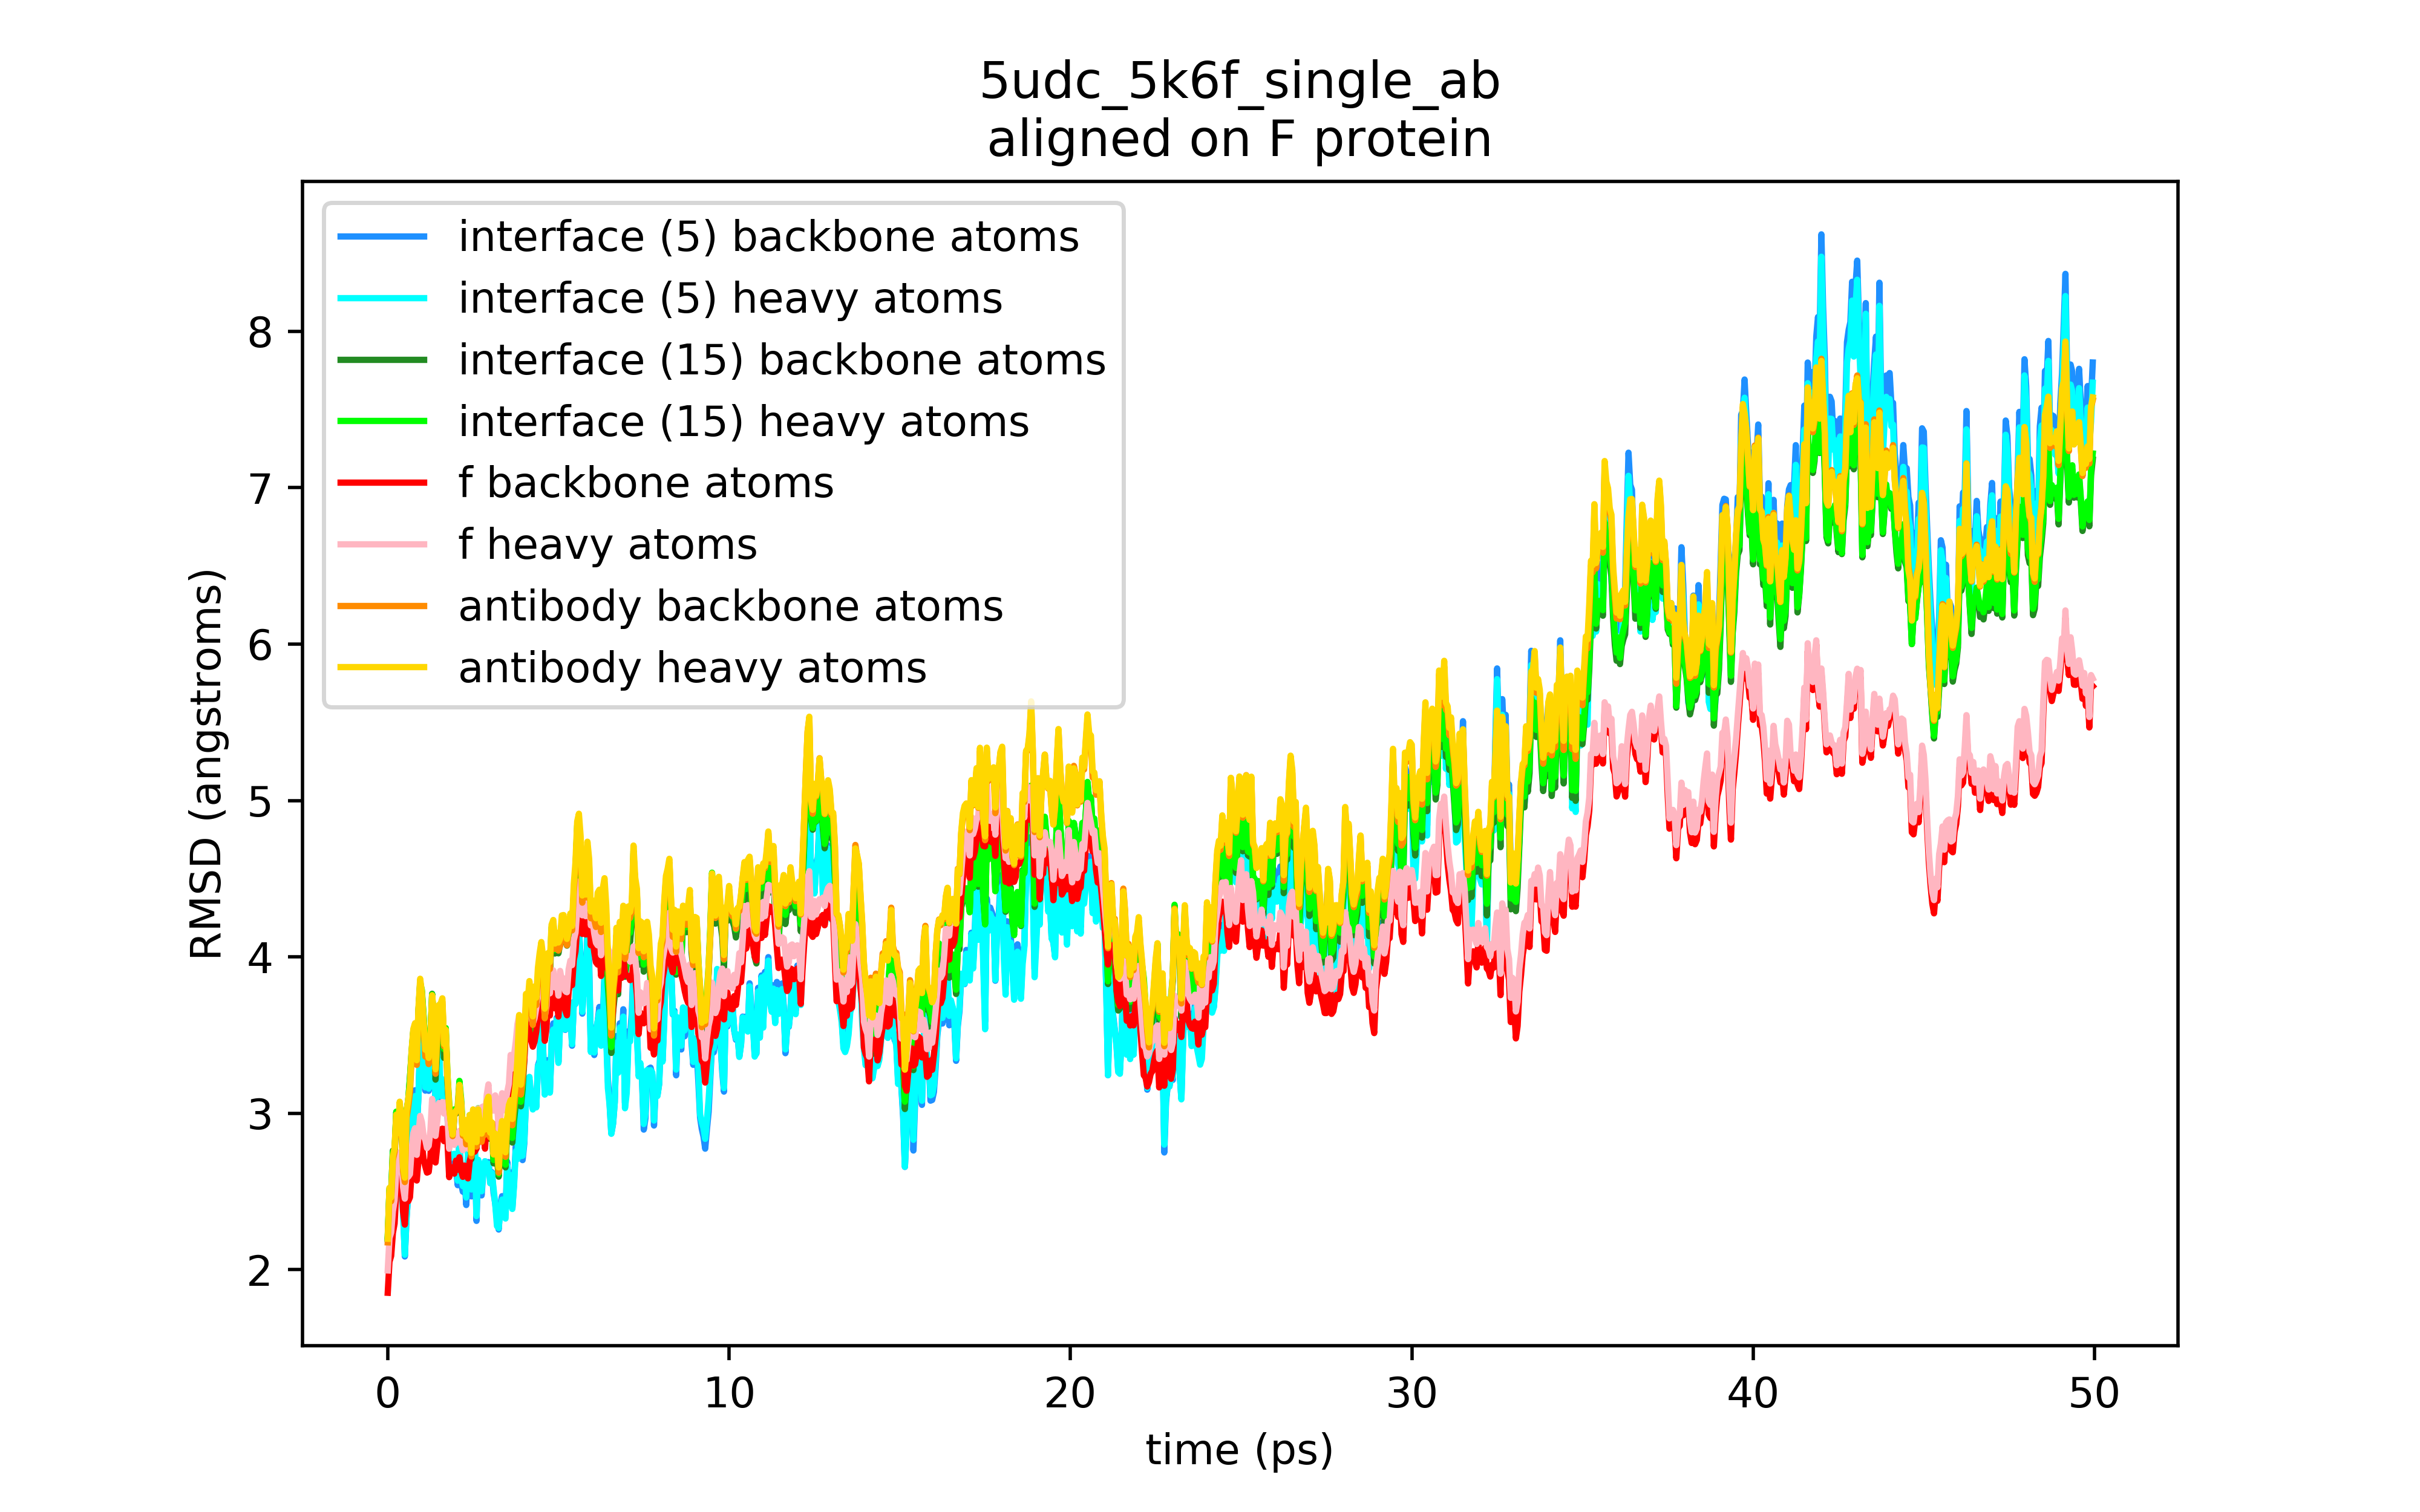 5udc_5k6f_single_ab
aligned on F protein
interface (5) backbone atoms
interface (5) heavy atoms
interface (15) backbone atoms
interface (15) heavy atoms
f backbone atoms
f heavy atoms
antibody backbone atoms
antibody heavy atoms
RMSD (angstroms)
8
7
6
5
4
3
2
0 10 20 30 40 50
time (ps)